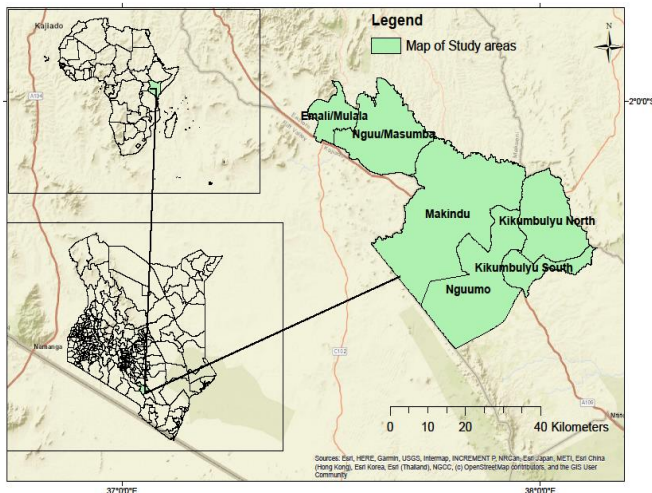 Kajiado
A104
Legend
Map of Study areas
N
2°0'0"S
Emali/Mulala
Nguu/Masumba
Makindu
Kikumbulyu North
Kikumbulyu South
Nguumo
Namanga
C102
A109
0 10 20 40 Kilometers
Sources: Esri, HERE, Garmin, USGS, Intermap, INCREMENT P, NRCan, Esri Japan, METI, Esri China
(Hong Kong), Esri Korea, Esri (Thailand), NGCC, (c) OpenStreetMap contributors, and the GIS User
Community
37°0'0"E
38°0'0"E